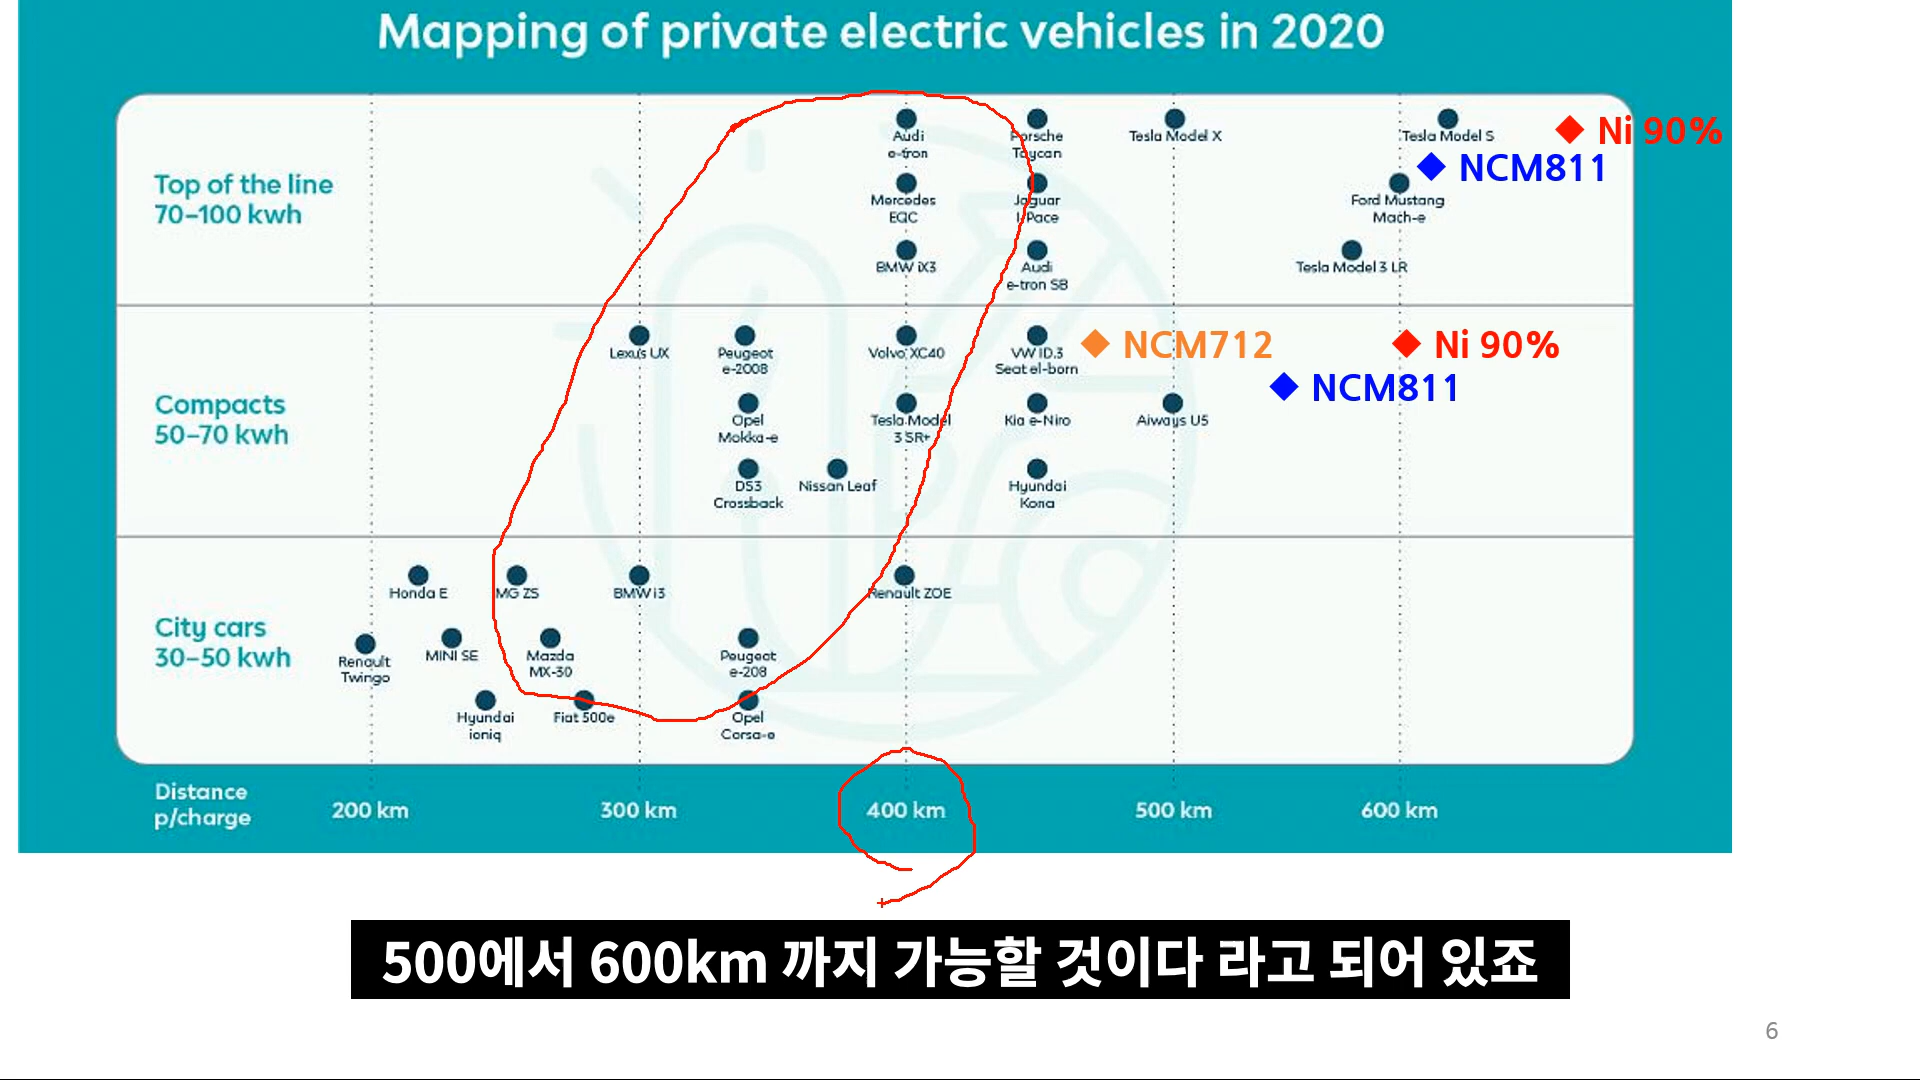 Mapping of private electric vehicles in 2020
Top of the line
70–100 kwh
Audi
e-tron
Porsche
Taycan
Tesla Model X
Tesla Model S
Ni 90%
NCM811
Mercedes
EQC
Jaguar
I-Pace
Ford Mustang
Mach-e
BMW iX3
Audi
e-tron SB
Tesla Model 3 LR
Compacts
50–70 kwh
Lexus UX
Peugeot
e-2008
Volvo XC40
VW ID.3
Seat el-born
NCM712
Ni 90%
NCM811
Opel
Mokka-e
Tesla Model
3 SR+
Kia e-Niro
Aiways U5
DS3
Crossback
Nissan Leaf
Hyundai
Kona
City cars
30–50 kwh
Honda E
MG ZS
BMW i3
Renault ZOE
Renault
Twingo
MINI SE
Mazda
MX-30
Peugeot
e-208
Hyundai
ioniq
Fiat 500e
Opel
Corsa-e
Distance
p/charge
200 km
300 km
400 km
500 km
600 km
500에서 600km 까지 가능할 것이다 라고 되어 있죠
6